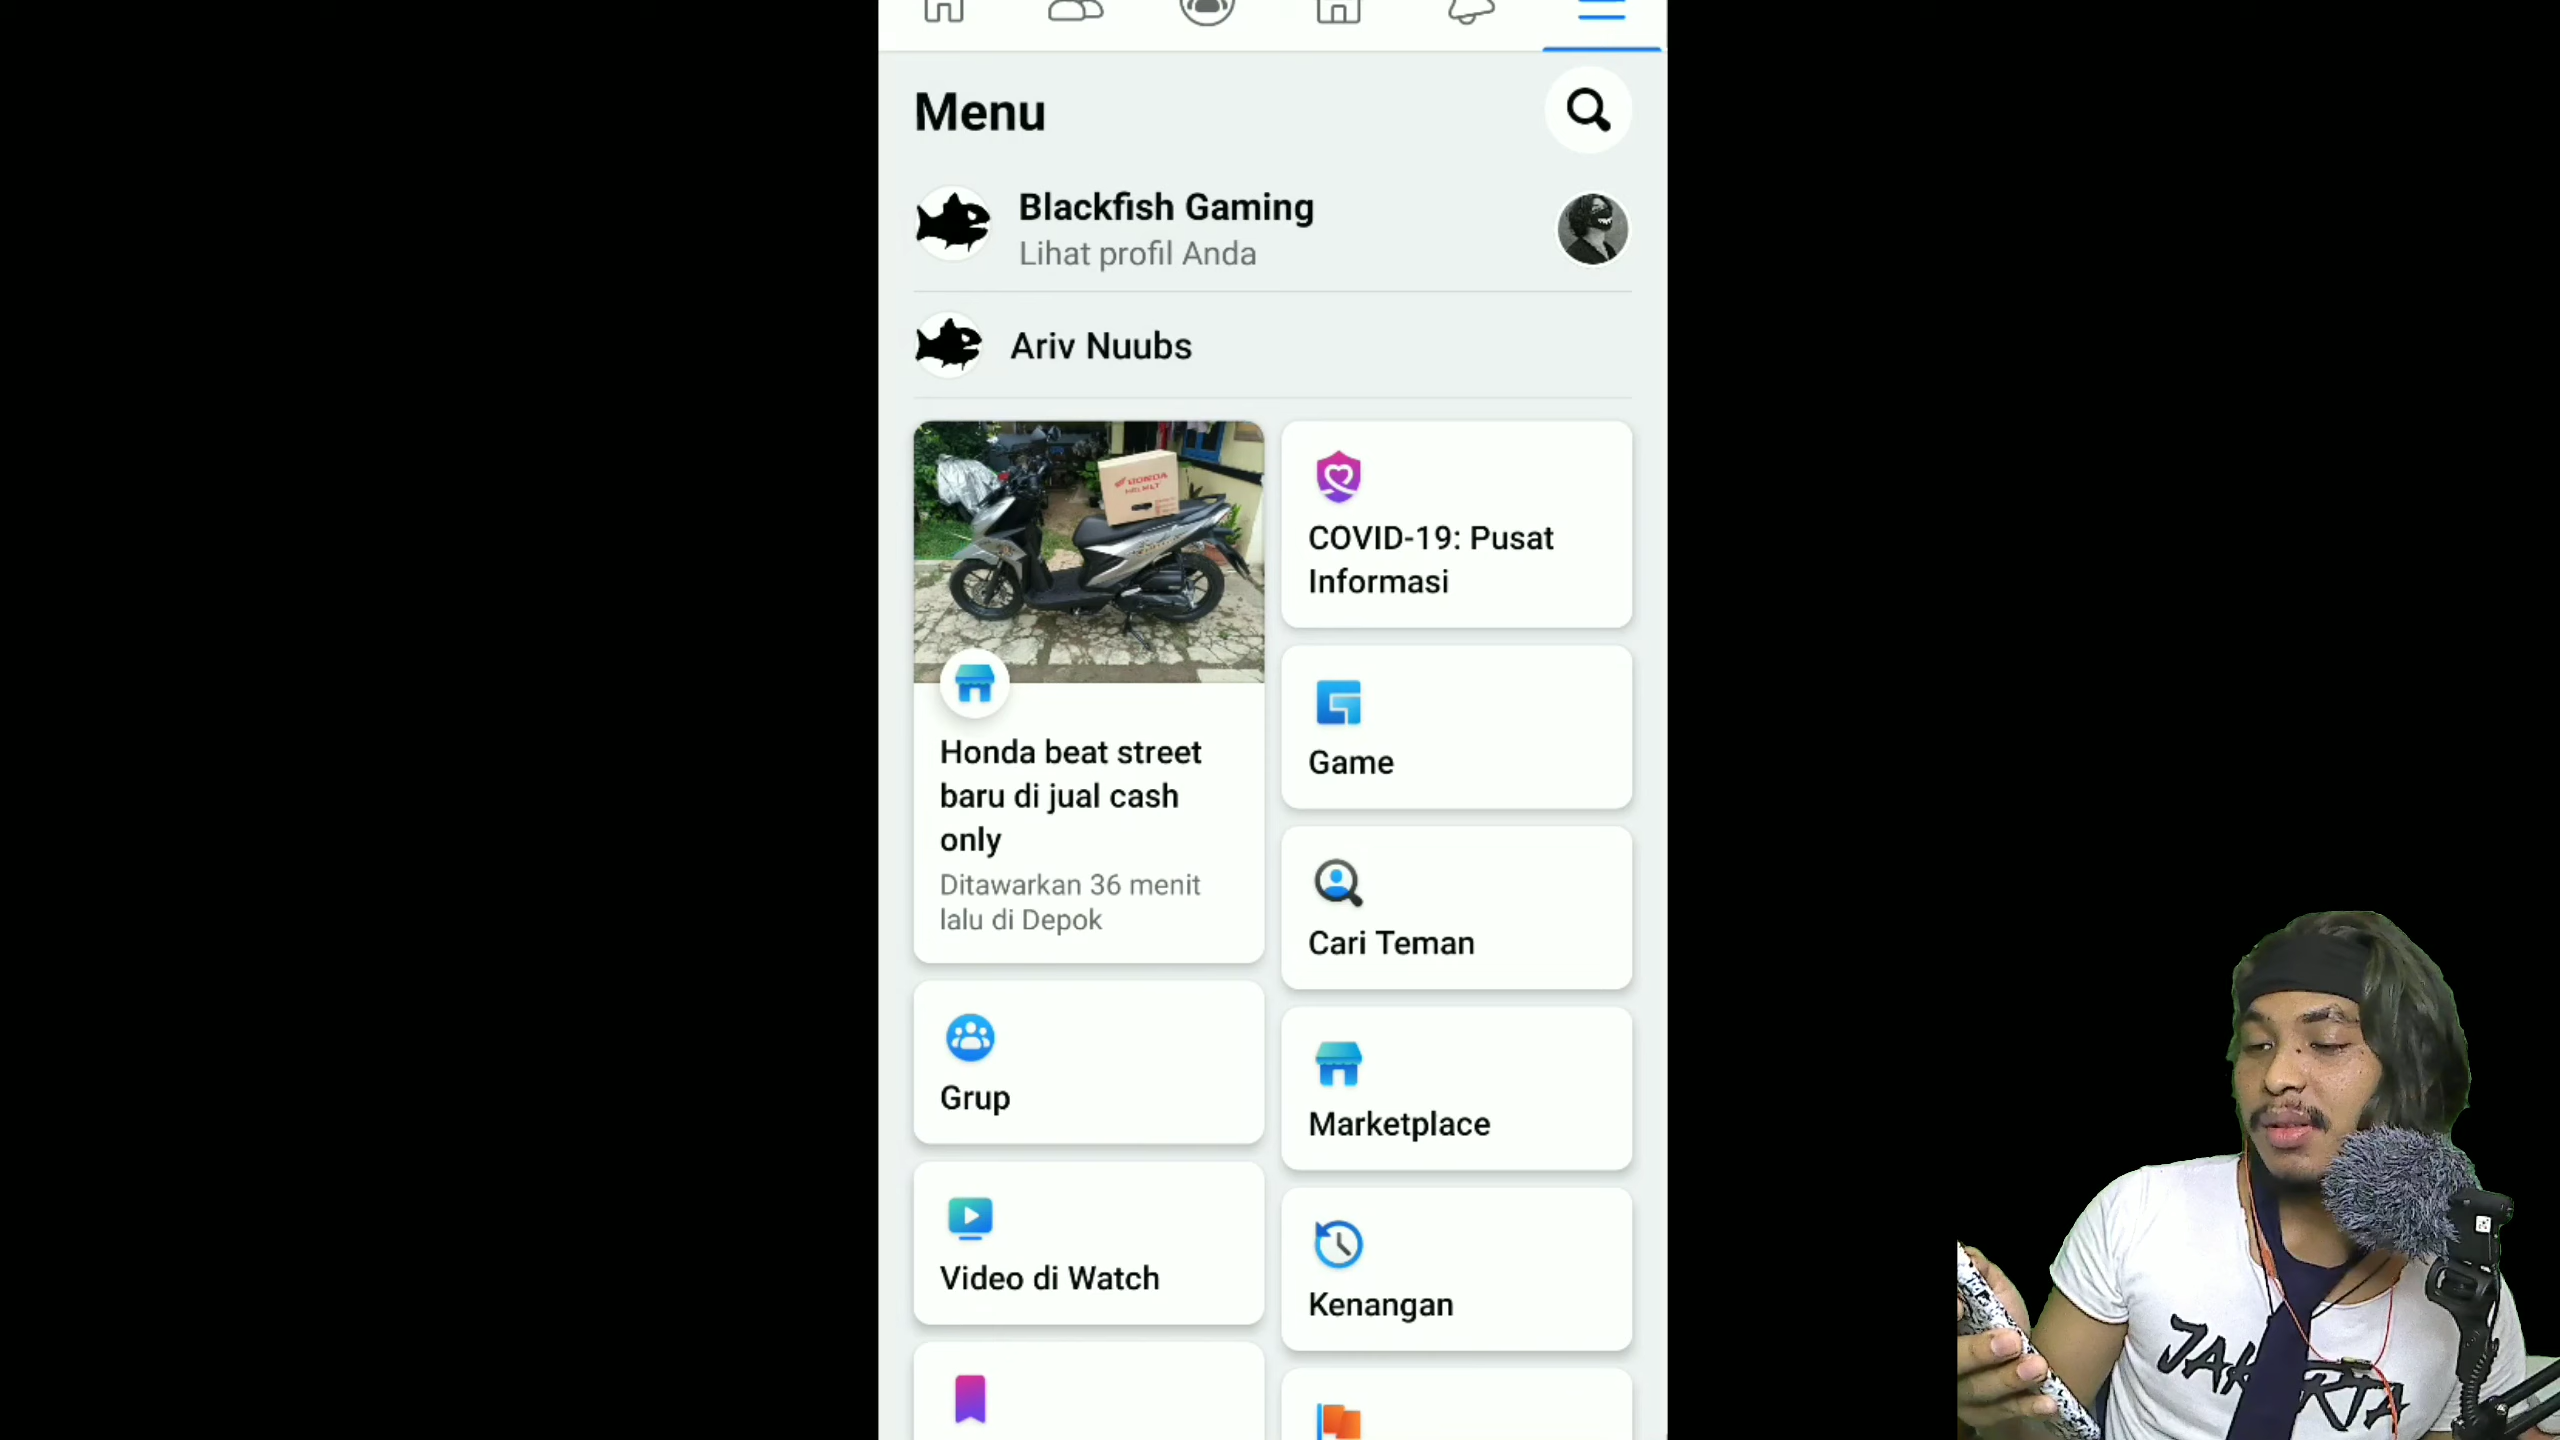 Menu
Blackfish Gaming
Lihat profil Anda
Ariv Nuubs
HONDA
Honda beat street
baru di jual cash
only
Ditawarkan 36 menit
lalu di Depok
COVID-19: Pusat
Informasi
Game
Cari Teman
Grup
Marketplace
Video di Watch
Kenangan